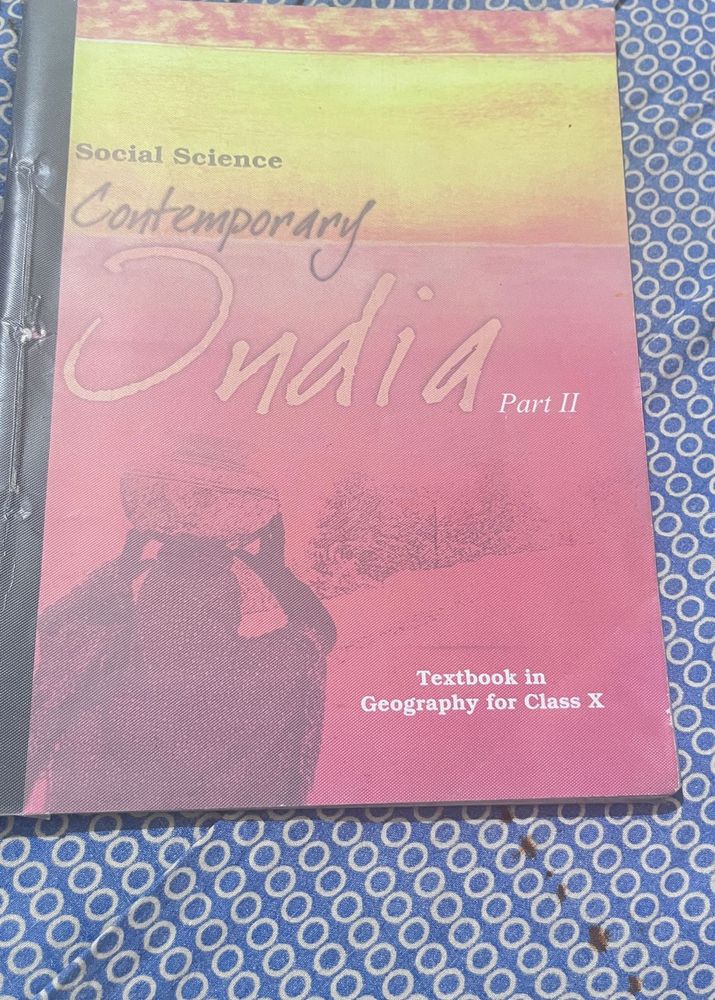 Social Science
Contemporary
India
Part II
Textbook in
Geography for Class X